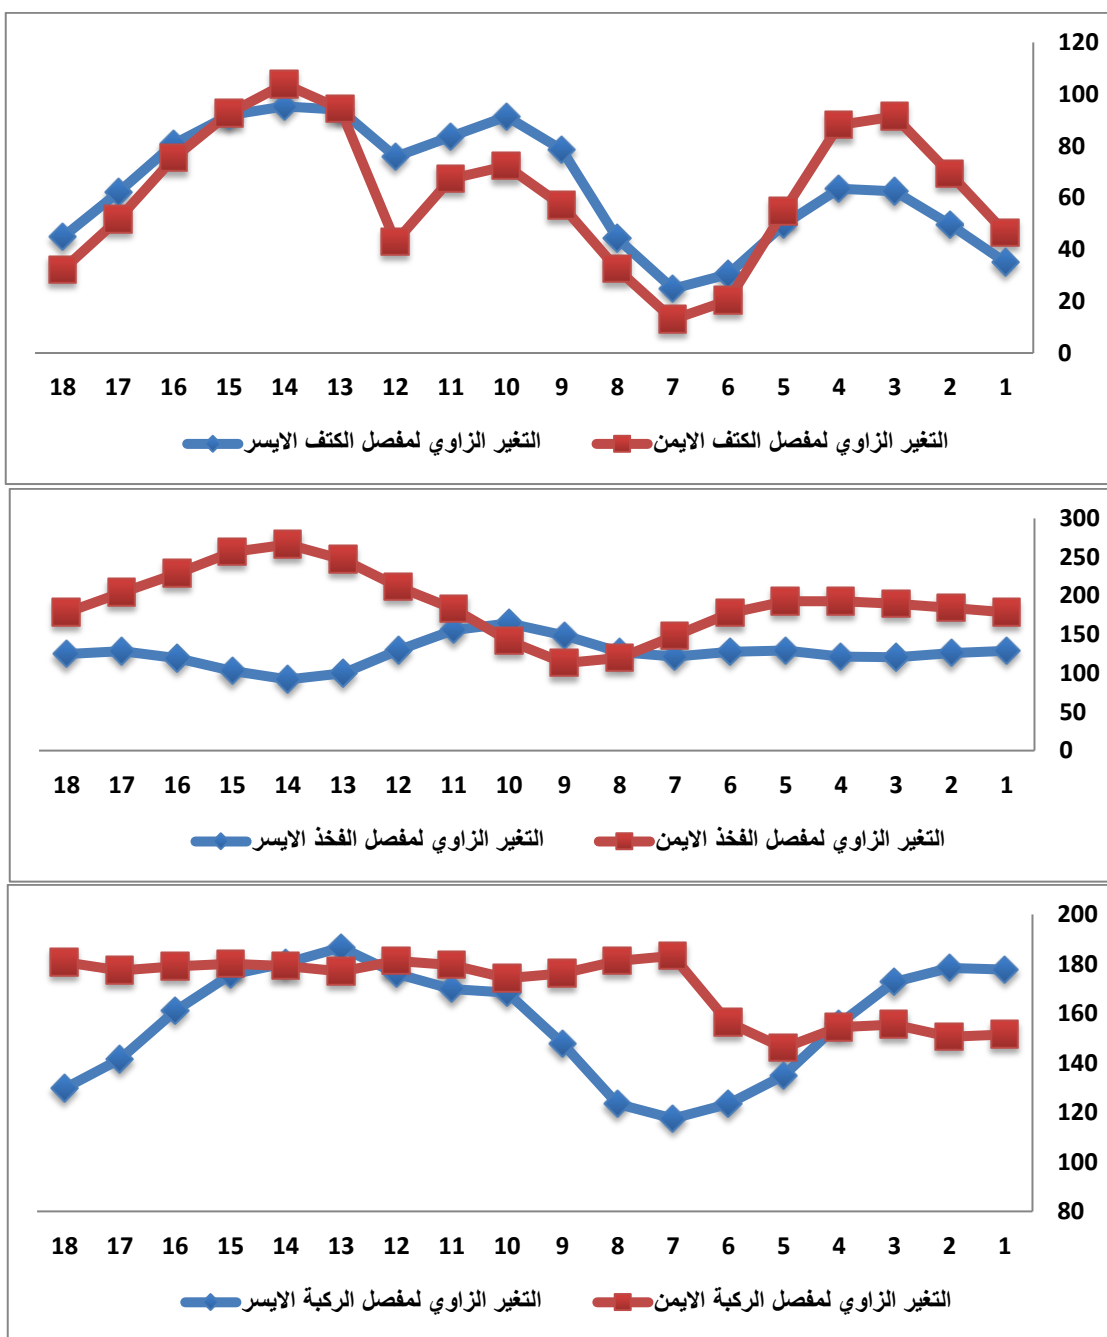 120
100
80
60
40
20
0
18 17 16 15 14 13 12 11 10 9 8 7 6 5 4 3 2 1
التغير الزاوي لمفصل الكتف الايمن
التغير الزاوي لمفصل الكتف الايسر
300
250
200
150
100
50
0
18 17 16 15 14 13 12 11 10 9 8 7 6 5 4 3 2 1
التغير الزاوي لمفصل الفخذ الايمن
التغير الزاوي لمفصل الفخذ الايسر
200
180
160
140
120
100
80
18 17 16 15 14 13 12 11 10 9 8 7 6 5 4 3 2 1
التغير الزاوي لمفصل الركبة الايمن
التغير الزاوي لمفصل الركبة الايسر